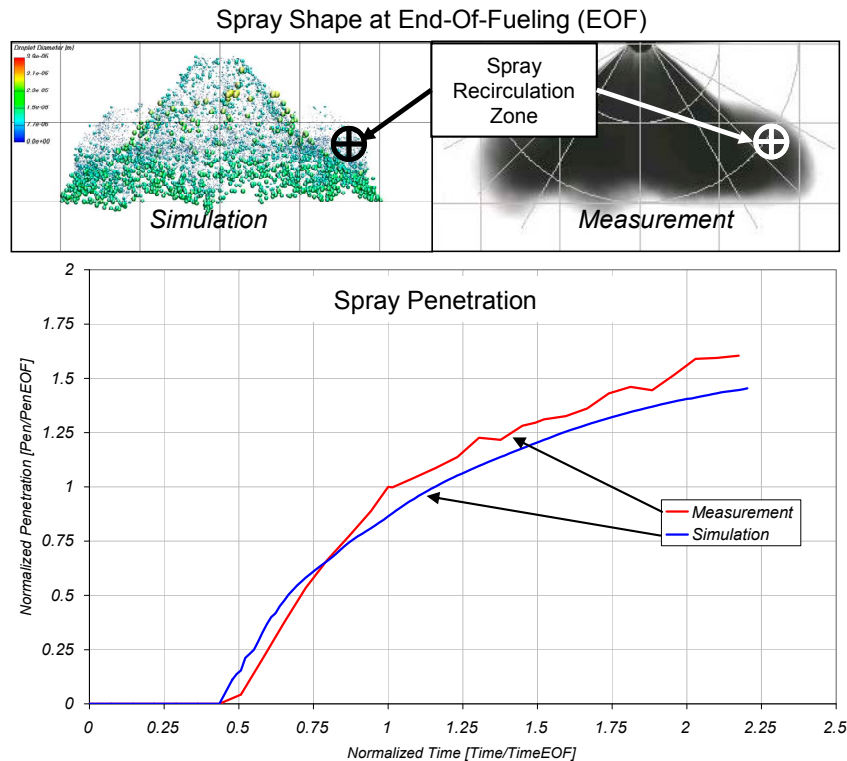 Spray Shape at End-Of-Fueling (EOF)
Droplet Diameter [m]
Spray
Recirculation
Zone
Simulation
Measurement
Spray Penetration
Normalized Penetration [Pen/PenEOF]
2
1.75
1.5
1.25
1
0.75
0.5
0.25
0
Measurement
Simulation
0
0.25
0.5
0.75
1
1.25
1.5
1.75
2
2.25
2.5
Normalized Time [Time/TimeEOF]